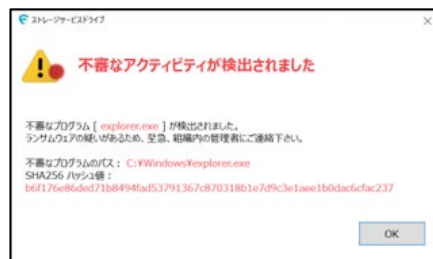 ストレージサービスドライブ
不審なアクティビティが検出されました
不審なプログラム [ explorer.exe ] が検出されました。
ランサムウェアの疑いがあるため、至急、組織内の管理者にご連絡下さい。
不審なプログラムのパス： C:¥Windows¥explorer.exe
SHA256 ハッシュ値：
b6f176e86ded71b8494fad53791367c870318b1e7d9c3e1aee1b0dac6cfac237
OK